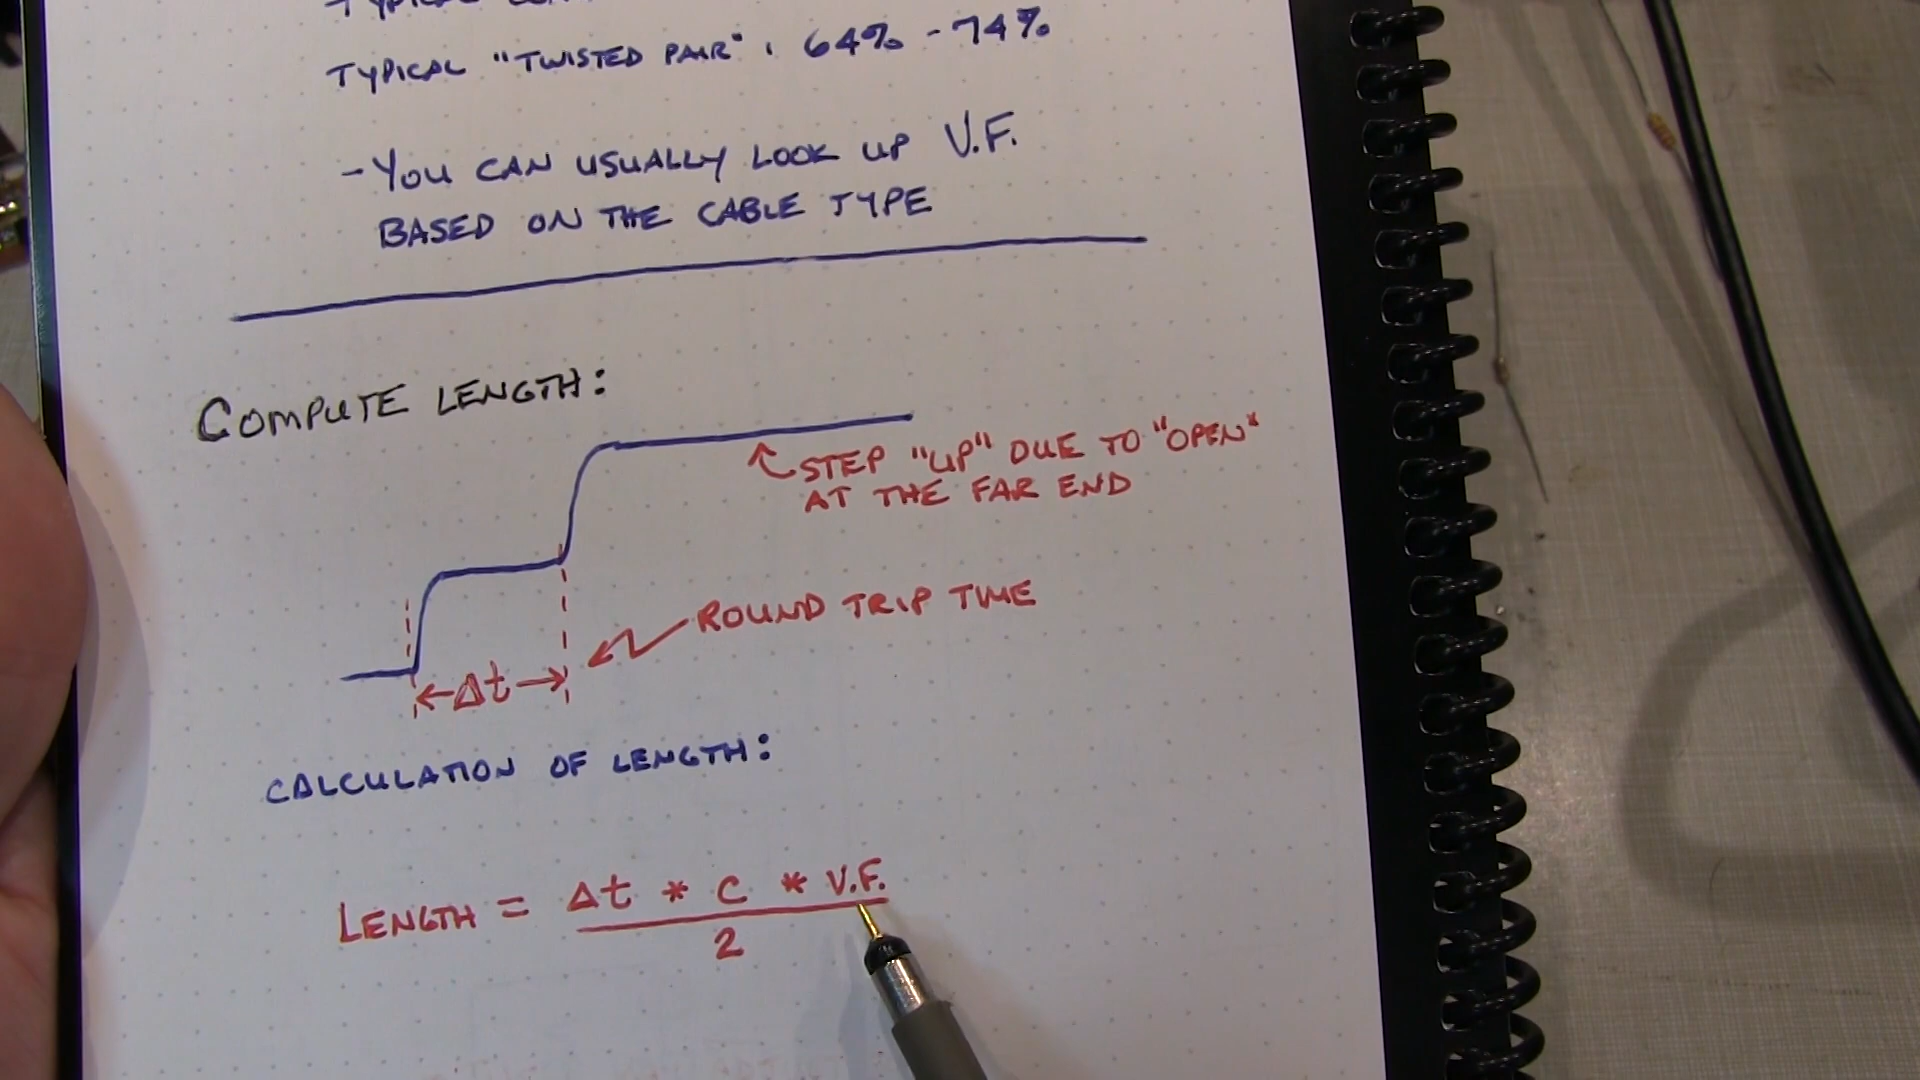 TYPICAL
TYPICAL "TWISTED PAIR": 64% - 74%
- YOU CAN USUALLY LOOK UP V.F.
BASED ON THE CABLE TYPE
COMPUTE LENGTH:
STEP "UP" DUE TO "OPEN"
AT THE FAR END
ROUND TRIP TIME
←Δt→
CALCULATION OF LENGTH:
LENGTH = Δt * C * V.F.
2